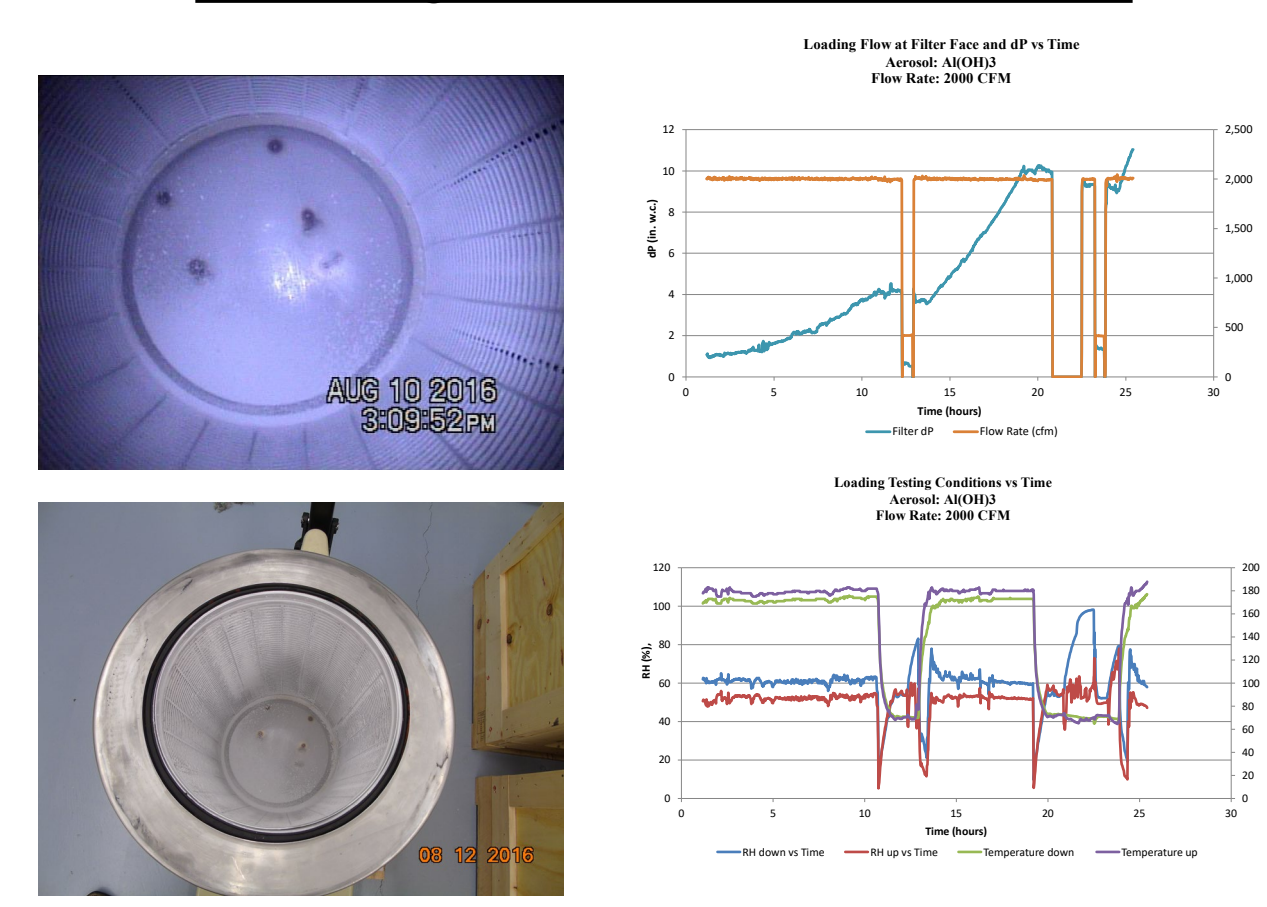 AUG 10 2016
3:09:52PM
08 12 2016
Loading Flow at Filter Face and dP vs Time
Aerosol: Al(OH)3
Flow Rate: 2000 CFM
12
10
8
6
4
2
0
dP (in. w.c.)
2,500
2,000
1,500
1,000
500
0
0 5 10 15 20 25 30
Time (hours)
Filter dP Flow Rate (cfm)
Loading Testing Conditions vs Time
Aerosol: Al(OH)3
Flow Rate: 2000 CFM
120
100
80
60
40
20
0
RH (%),
200
180
160
140
120
100
80
60
40
20
0
0 5 10 15 20 25 30
Time (hours)
RH down vs Time RH up vs Time Temperature down Temperature up